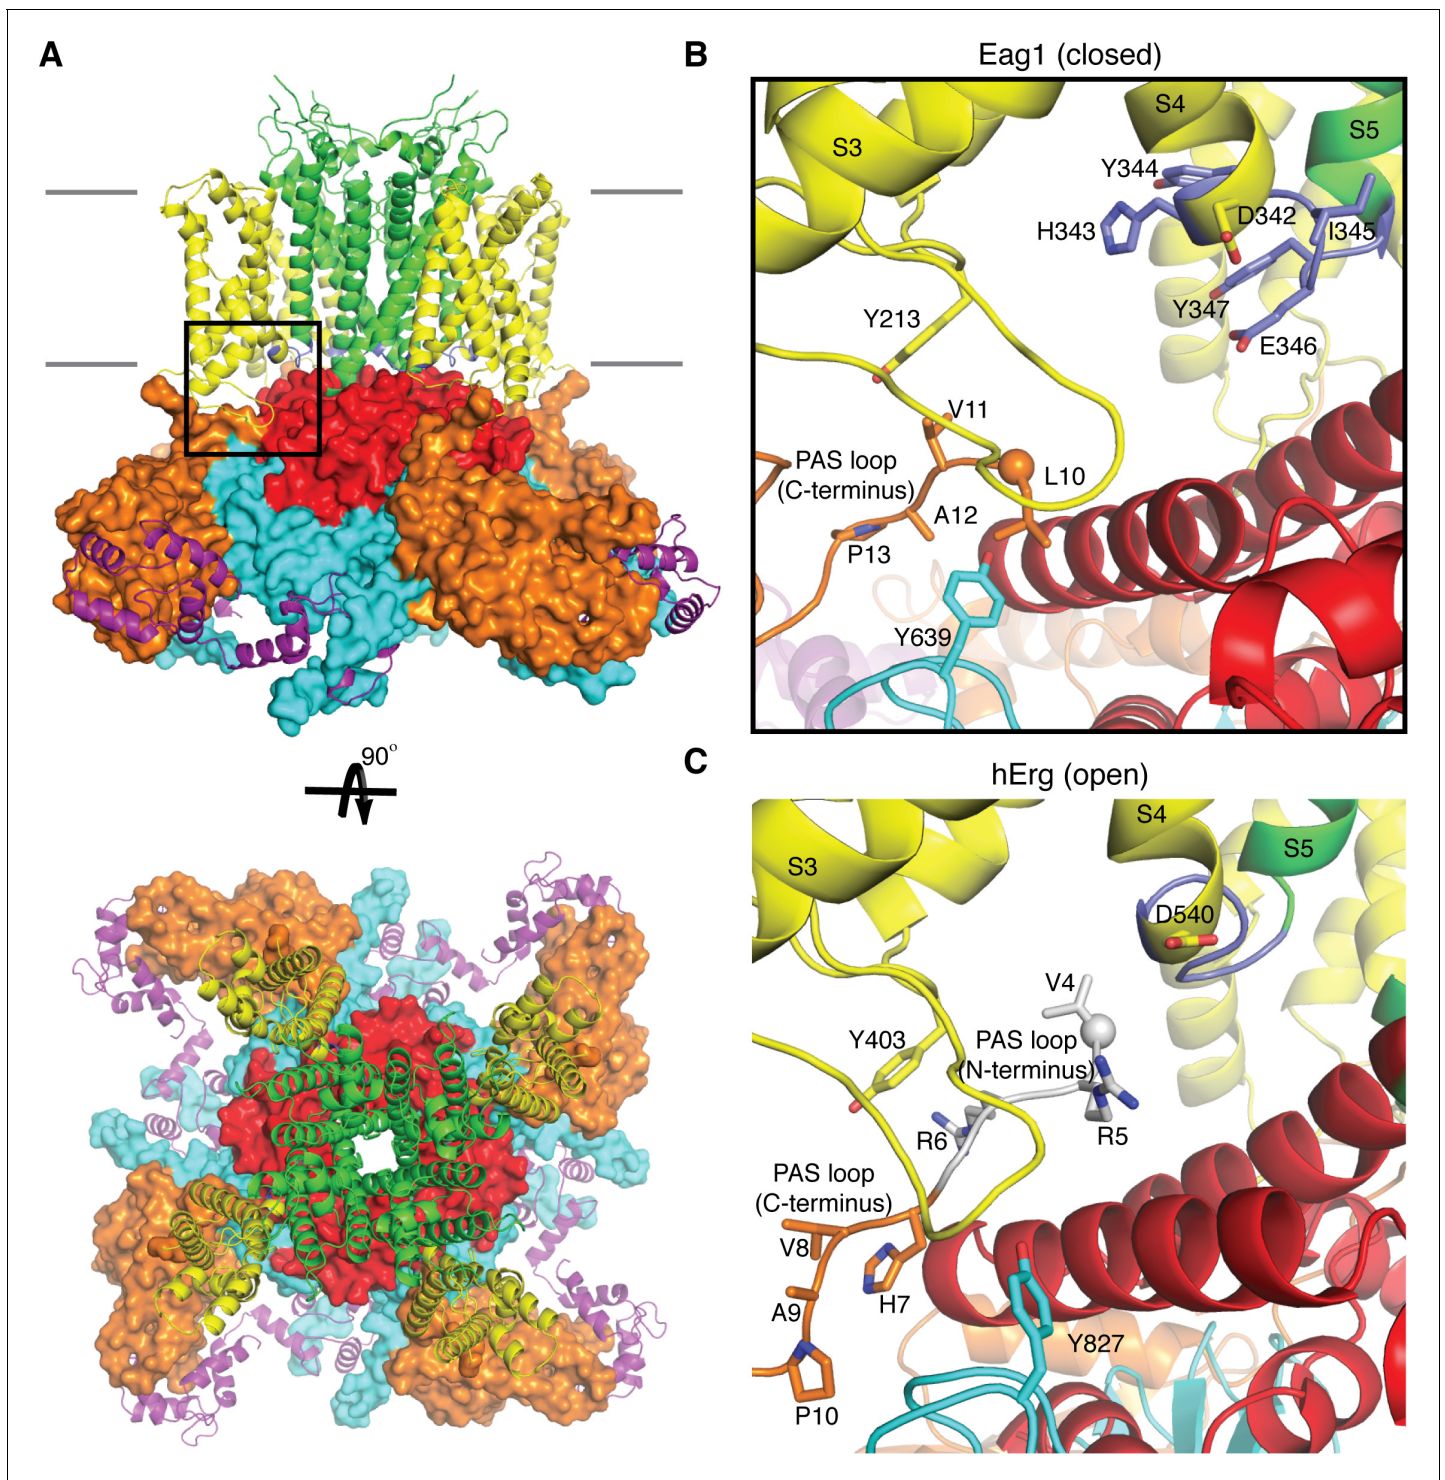 A
90°
B
Eag1 (closed)
S3
S4
S5
Y344
H343
D342
I345
Y347
E346
Y213
V11
PAS loop
(C-terminus)
L10
A12
P13
Y639
C
hErg (open)
S3
S4
S5
D540
V4
Y403
PAS loop
(N-terminus)
R6
R5
PAS loop
(C-terminus)
V8
A9
H7
P10
Y827